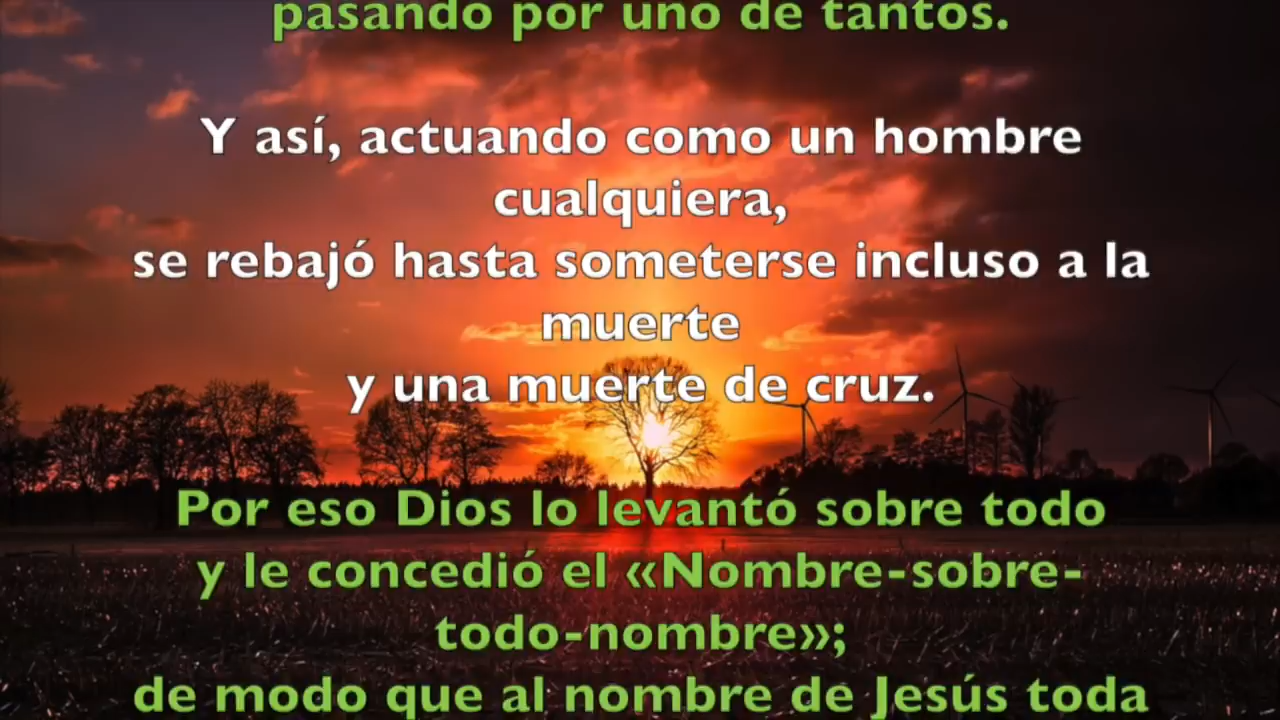 pasando por uno de tantos.
Y así, actuando como un hombre
cualquiera,
se rebajó hasta someterse incluso a la
muerte
y una muerte de cruz.
Por eso Dios lo levantó sobre todo
y le concedió el «Nombre-sobre-
todo-nombre»;
de modo que al nombre de Jesús toda